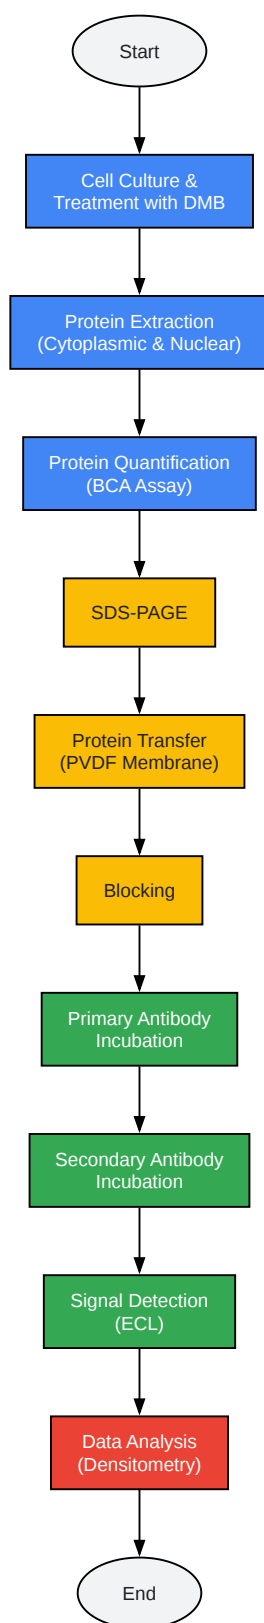 Start
Cell Culture &
Treatment with DMB
Protein Extraction
(Cytoplasmic & Nuclear)
Protein Quantification
(BCA Assay)
SDS-PAGE
Protein Transfer
(PVDF Membrane)
Blocking
Primary Antibody
Incubation
Secondary Antibody
Incubation
Signal Detection
(ECL)
Data Analysis
(Densitometry)
End